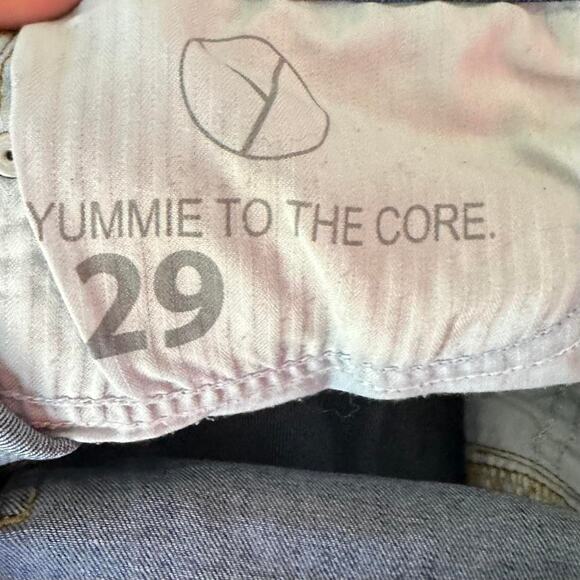 YUMMIE TO THE CORE.
29